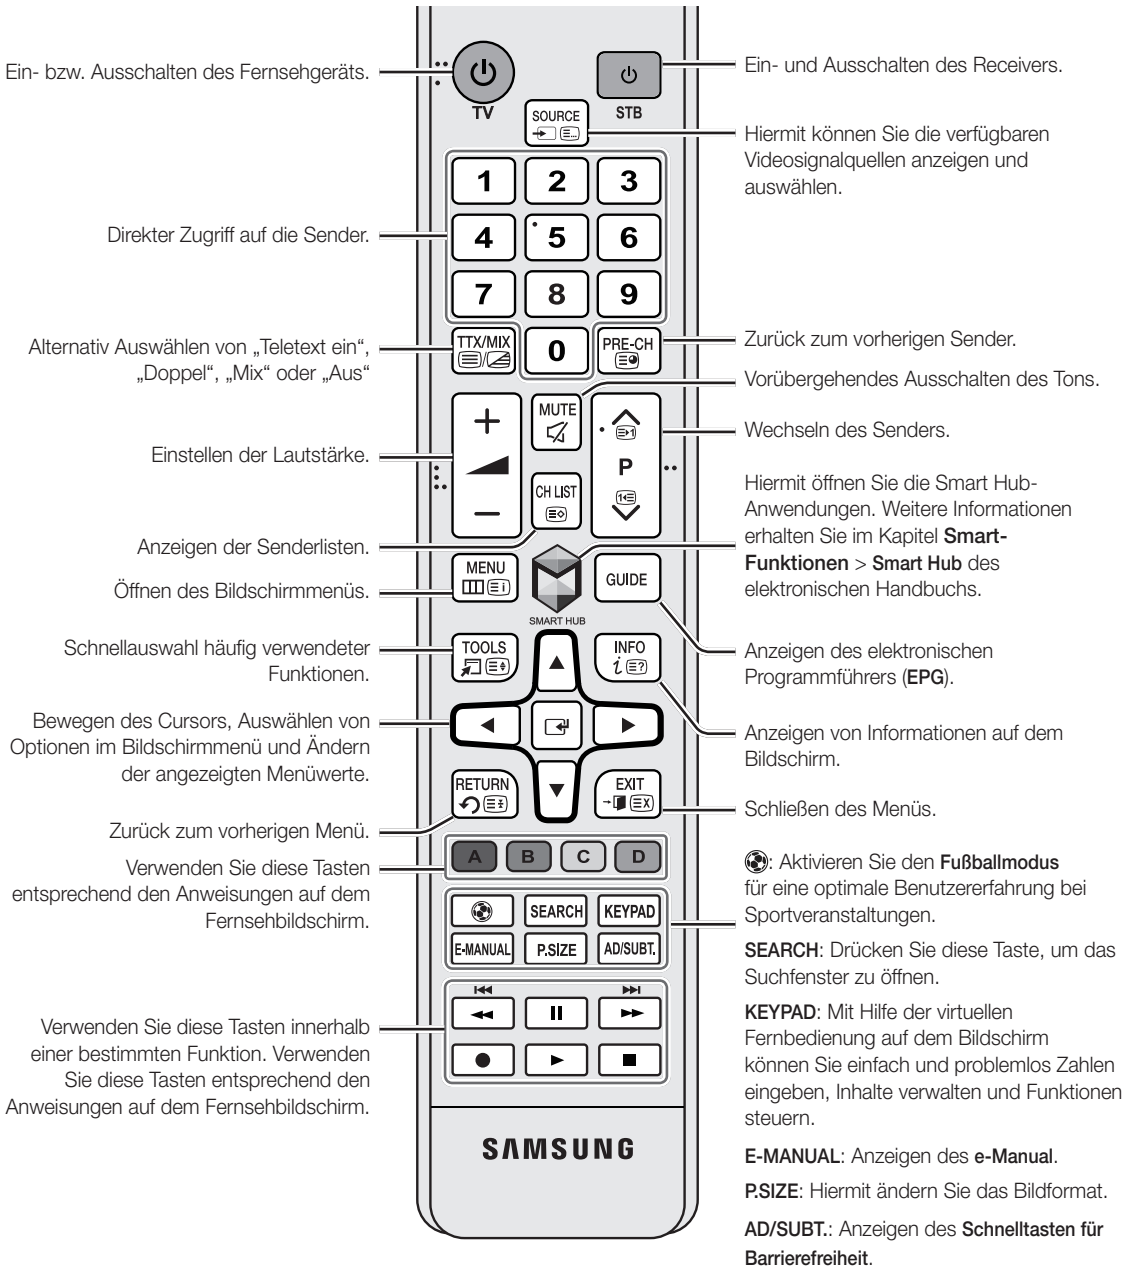 Ein- bzw. Ausschalten des Fernsehgeräts.
Direkter Zugriff auf die Sender.
Alternativ Auswählen von „Teletext ein“,
„Doppel“, „Mix“ oder „Aus“
Einstellen der Lautstärke.
Anzeigen der Senderlisten.
Öffnen des Bildschirmmenüs.
Schnellauswahl häufig verwendeter
Funktionen.
Bewegen des Cursors, Auswählen von
Optionen im Bildschirmmenü und Ändern
der angezeigten Menüwerte.
Zurück zum vorherigen Menü.
Verwenden Sie diese Tasten
entsprechend den Anweisungen auf dem
Fernsehbildschirm.
Verwenden Sie diese Tasten innerhalb
einer bestimmten Funktion. Verwenden
Sie diese Tasten entsprechend den
Anweisungen auf dem Fernsehbildschirm.
TV
STB
SOURCE
1 2 3
4 5 6
7 8 9
TTX/MIX
0
PRE-CH
MUTE
P
CH LIST
MENU
GUIDE
SMART HUB
TOOLS
INFO
RETURN
EXIT
A B C D
SEARCH KEYPAD
E-MANUAL P.SIZE AD/SUBT.
SAMSUNG
Ein- und Ausschalten des Receivers.
Hiermit können Sie die verfügbaren
Videosignalquellen anzeigen und
auswählen.
Zurück zum vorherigen Sender.
Vorübergehendes Ausschalten des Tons.
Wechseln des Senders.
Hiermit öffnen Sie die Smart Hub-
Anwendungen. Weitere Informationen
erhalten Sie im Kapitel Smart-
Funktionen > Smart Hub des
elektronischen Handbuchs.
Anzeigen des elektronischen
Programmführers (EPG).
Anzeigen von Informationen auf dem
Bildschirm.
Schließen des Menüs.
: Aktivieren Sie den Fußballmodus
für eine optimale Benutzererfahrung bei
Sportveranstaltungen.
SEARCH: Drücken Sie diese Taste, um das
Suchfenster zu öffnen.
KEYPAD: Mit Hilfe der virtuellen
Fernbedienung auf dem Bildschirm
können Sie einfach und problemlos Zahlen
eingeben, Inhalte verwalten und Funktionen
steuern.
E-MANUAL: Anzeigen des e-Manual.
P.SIZE: Hiermit ändern Sie das Bildformat.
AD/SUBT.: Anzeigen des Schnelltasten für
Barrierefreiheit.